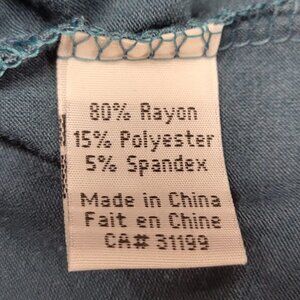 80% Rayon
15% Polyester
5% Spandex
Made in China
Fait en Chine
CA# 31199